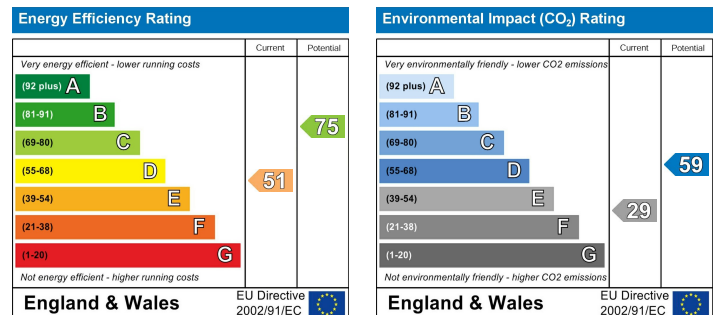 Energy Efficiency Rating
Current Potential
Very energy efficient - lower running costs
(92 plus) A
(81-91) B
(69-80) C
(55-68) D
(39-54) E
(21-38) F
(1-20) G
51
75
Not energy efficient - higher running costs
England & Wales
EU Directive
2002/91/EC
Environmental Impact (CO₂) Rating
Current Potential
Very environmentally friendly - lower CO2 emissions
(92 plus) A
(81-91) B
(69-80) C
(55-68) D
(39-54) E
(21-38) F
(1-20) G
29
59
Not environmentally friendly - higher CO2 emissions
England & Wales
EU Directive
2002/91/EC